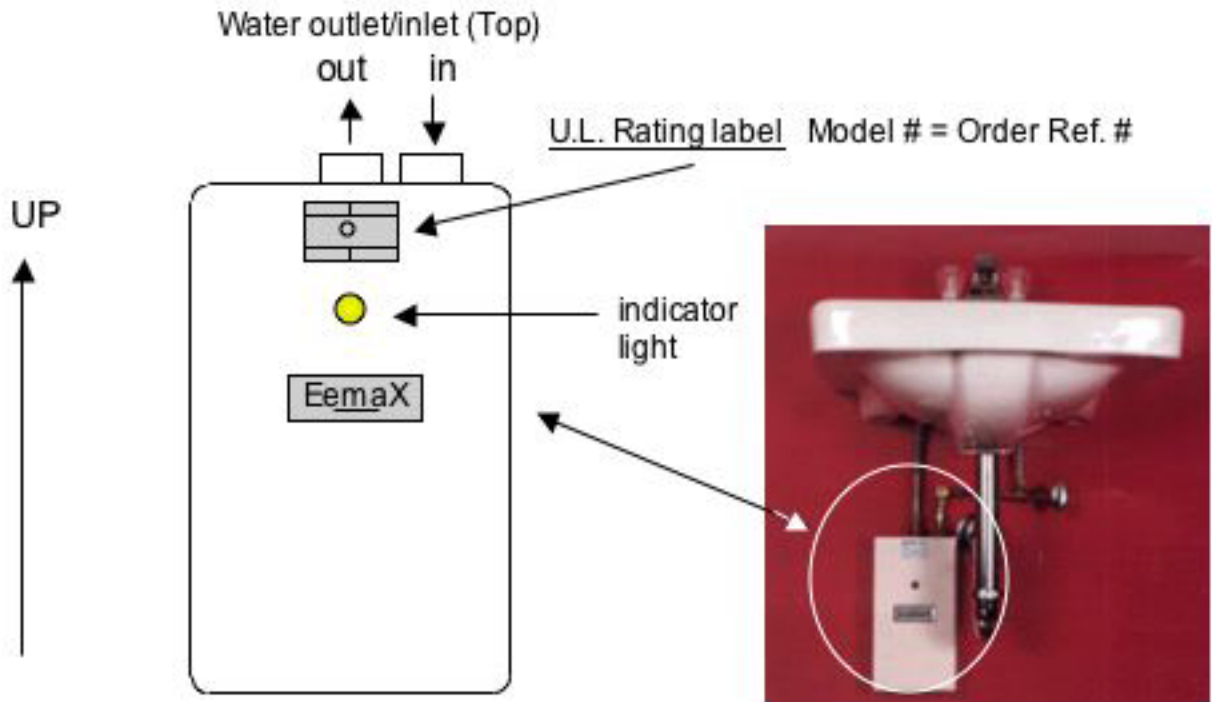 Water outlet/inlet (Top)
out in
U.L. Rating label Model # = Order Ref. #
UP
indicator
light
EemaX